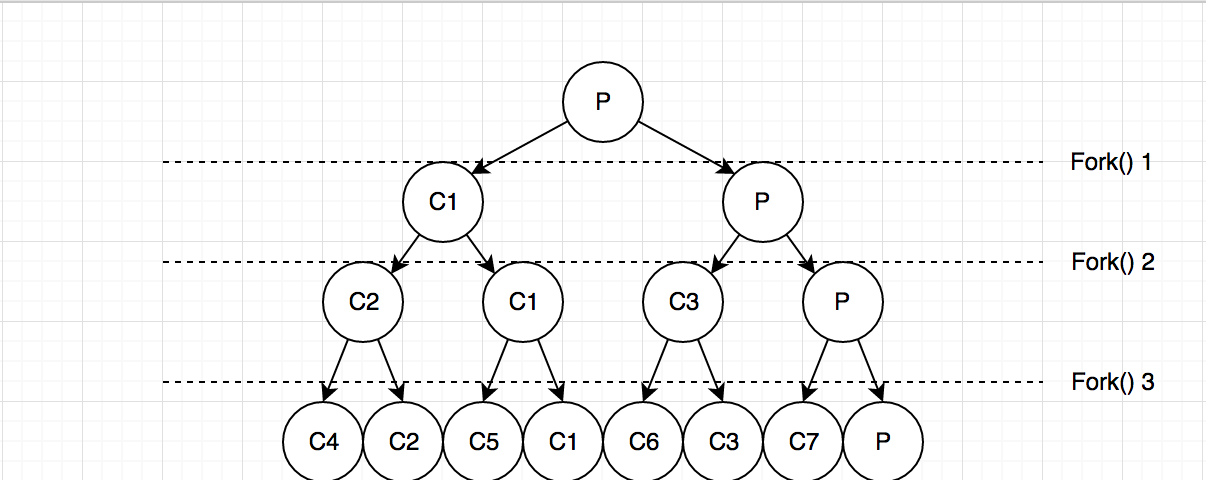 P
Fork() 1
C1 P
Fork() 2
C2 C1 C3 P
Fork() 3
C4 C2 C5 C1 C6 C3 C7 P